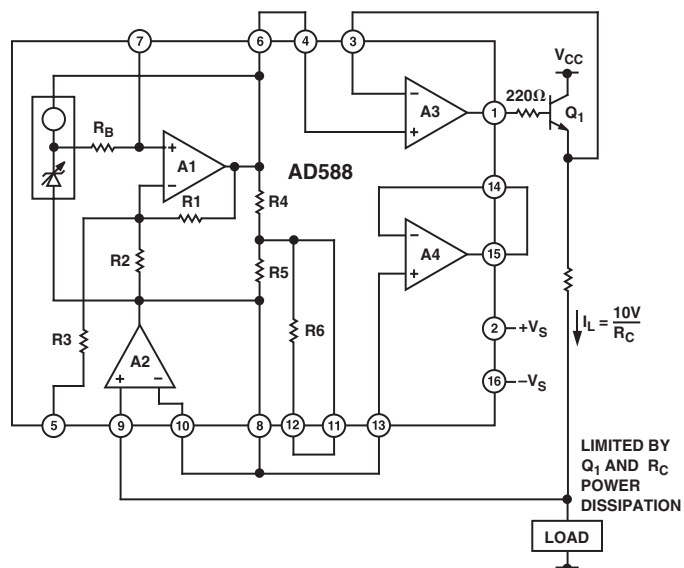 7
6
4
3
V_CC
R_B
+
A1
−
−
A3
+
1
220Ω
Q₁
AD588
R1
R4
14
R2
R5
−
A4
+
15
R3
R6
I_L = 10V
R_C
A2
2
+V_S
+
−
16
−V_S
5
9
10
8
12
11
13
LIMITED BY
Q₁ AND R_C
POWER
DISSIPATION
LOAD